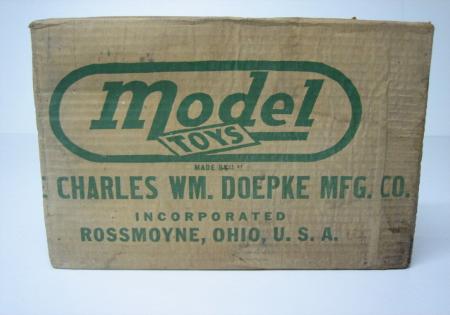 model
TOYS
MADE BY
CHARLES WM. DOEPKE MFG. CO.
INCORPORATED
ROSSMOYNE, OHIO, U. S. A.